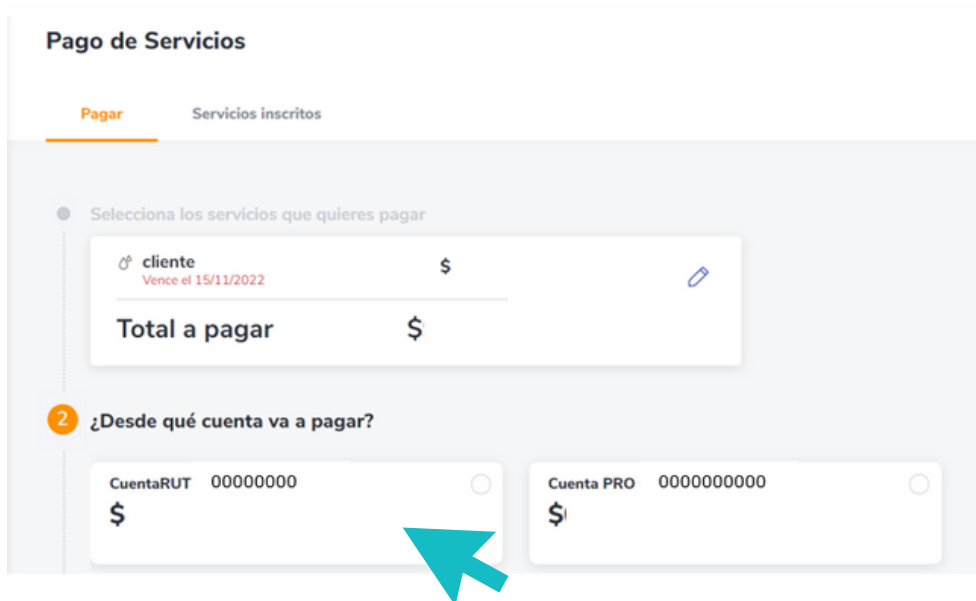 Pago de Servicios
Pagar Servicios inscritos
Selecciona los servicios que quieres pagar
cliente $
Vence el 15/11/2022
Total a pagar $
2 ¿Desde qué cuenta va a pagar?
CuentaRUT 00000000 Cuenta PRO 0000000000
$ $